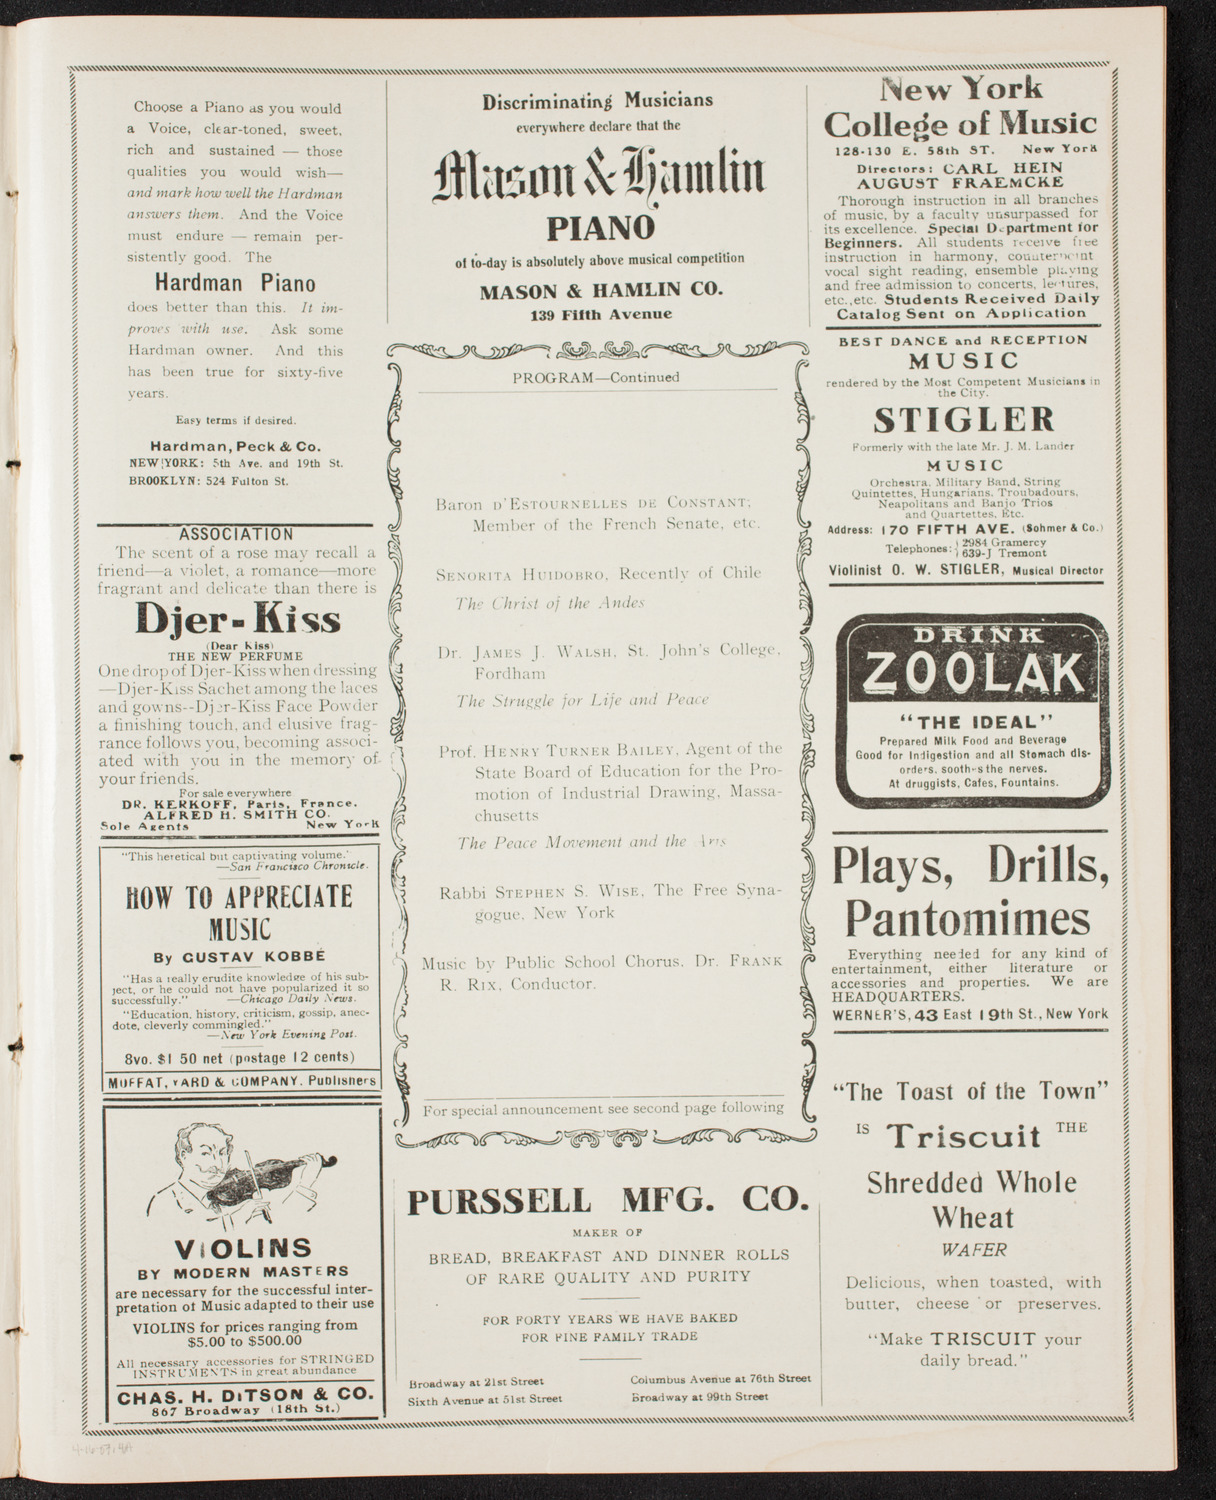 Choose a Piano as you would
a Voice, clear-toned, sweet,
rich and sustained — those
qualities you would wish—
and mark how well the Hardman
answers them. And the Voice
must endure — remain per-
sistently good. The
Hardman Piano
does better than this. It im-
proves with use. Ask some
Hardman owner. And this
has been true for sixty-five
years.
Easy terms if desired.
Hardman, Peck & Co.
NEW YORK: 5th Ave. and 19th St.
BROOKLYN: 524 Fulton St.
ASSOCIATION
The scent of a rose may recall a
friend—a violet, a romance—more
fragrant and delicate than there is
Djer-Kiss
(Dear Kiss)
THE NEW PERFUME
One drop of Djer-Kiss when dressing
—Djer-Kiss Sachet among the laces
and gowns--Djer-Kiss Face Powder
a finishing touch, and elusive frag-
rance follows you, becoming associ-
ated with you in the memory of
your friends.
For sale everywhere
DR. KERKOFF, Paris, France.
ALFRED H. SMITH CO.
Sole Agents New York
"This heretical but captivating volume."
—San Francisco Chronicle.
HOW TO APPRECIATE
MUSIC
By GUSTAV KOBBÉ
"Has a really erudite knowledge of his sub-
ject, or he could not have popularized it so
successfully." —Chicago Daily News.
"Education, history, criticism, gossip, anec-
dote, cleverly commingled."
—New York Evening Post.
8vo. $1 50 net (postage 12 cents)
MOFFAT, YARD & COMPANY, Publishers
VIOLINS
BY MODERN MASTERS
are necessary for the successful inter-
pretation of Music adapted to their use
VIOLINS for prices ranging from
$5.00 to $500.00
All necessary accessories for STRINGED
INSTRUMENTS in great abundance
CHAS. H. DITSON & CO.
867 Broadway (18th St.)
Discriminating Musicians
everywhere declare that the
Mason & Hamlin
PIANO
of to-day is absolutely above musical competition
MASON & HAMLIN CO.
139 Fifth Avenue
PROGRAM—Continued
Baron D'ESTOURNELLES DE CONSTANT;
Member of the French Senate, etc.
SENORITA HUIDOBRO, Recently of Chile
The Christ of the Andes
Dr. JAMES J. WALSH, St. John's College,
Fordham
The Struggle for Life and Peace
Prof. HENRY TURNER BAILEY, Agent of the
State Board of Education for the Pro-
motion of Industrial Drawing, Massa-
chusetts
The Peace Movement and the Arts
Rabbi STEPHEN S. WISE, The Free Syna-
gogue, New York
Music by Public School Chorus, Dr. FRANK
R. RIX, Conductor.
For special announcement see second page following
PURSSELL MFG. CO.
MAKER OF
BREAD, BREAKFAST AND DINNER ROLLS
OF RARE QUALITY AND PURITY
FOR FORTY YEARS WE HAVE BAKED
FOR FINE FAMILY TRADE
Broadway at 21st Street Columbus Avenue at 76th Street
Sixth Avenue at 51st Street Broadway at 99th Street
New York
College of Music
128-130 E. 58th ST. New York
Directors: CARL HEIN
AUGUST FRAEMCKE
Thorough instruction in all branches
of music, by a faculty unsurpassed for
its excellence. Special Department for
Beginners. All students receive free
instruction in harmony, counterpoint
vocal sight reading, ensemble playing
and free admission to concerts, lectures,
etc., etc. Students Received Daily
Catalog Sent on Application
BEST DANCE and RECEPTION
MUSIC
rendered by the Most Competent Musicians in
the City.
STIGLER
Formerly with the late Mr. J. M. Lander
MUSIC
Orchestra, Military Band, String
Quintettes, Hungarians, Troubadours,
Neapolitans and Banjo Trios
and Quartettes, Etc.
Address: 170 FIFTH AVE. (Sohmer & Co.)
Telephones: 2984 Gramercy
639-J Tremont
Violinist O. W. STIGLER, Musical Director
DRINK
ZOOLAK
"THE IDEAL"
Prepared Milk Food and Beverage
Good for Indigestion and all Stomach dis-
orders, sooth-s the nerves.
At druggists, Cafes, Fountains.
Plays, Drills,
Pantomimes
Everything needed for any kind of
entertainment, either literature or
accessories and properties. We are
HEADQUARTERS.
WERNER'S, 43 East 19th St., New York
"The Toast of the Town"
IS Triscuit THE
Shredded Whole
Wheat
WAFER
Delicious, when toasted, with
butter, cheese or preserves.
"Make TRISCUIT your
daily bread."